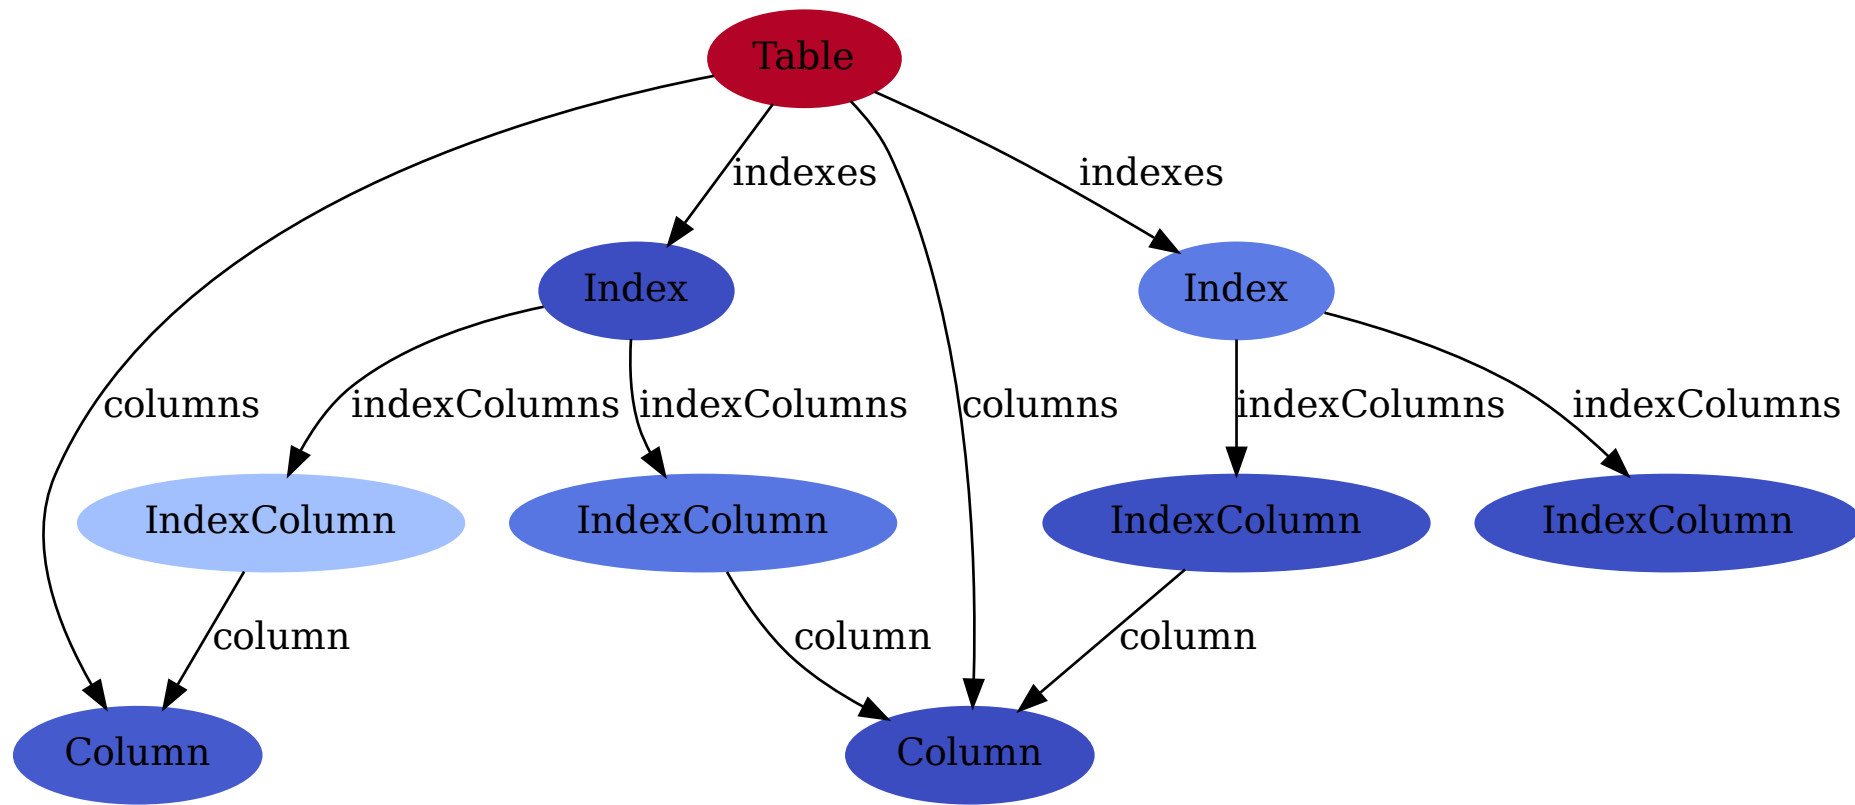 Table
indexes
indexes
Index
Index
columns
indexColumns
indexColumns
columns
indexColumns
indexColumns
IndexColumn
IndexColumn
IndexColumn
IndexColumn
column
column
column
Column
Column